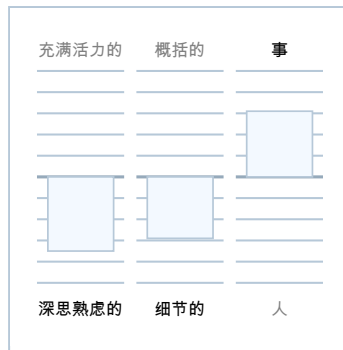 充满活力的 概括的 事
深思熟虑的 细节的 人